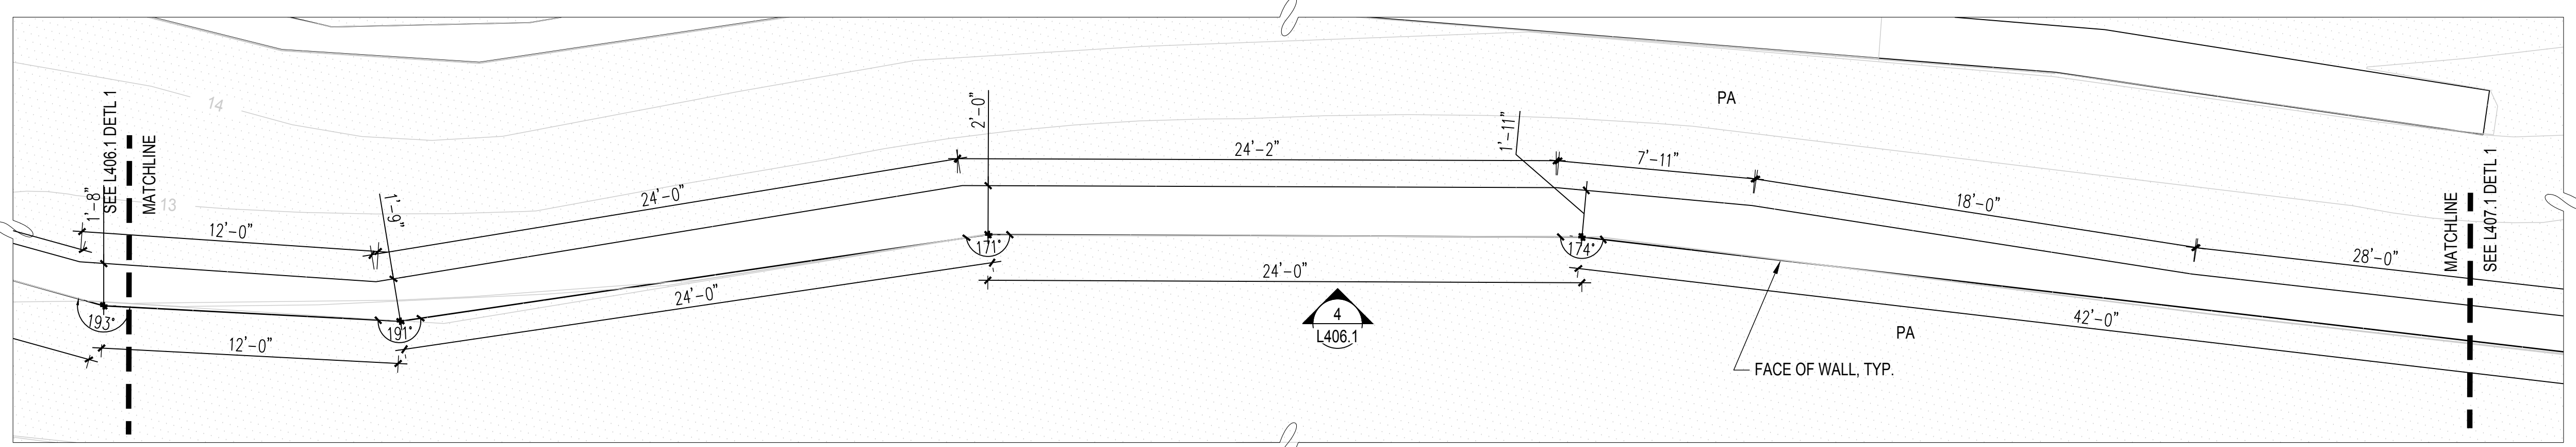 14
13
SEE L406.1 DETL 1
MATCHLINE
1'-8"
12'-0"
1'-9"
24'-0"
2'-0"
24'-2"
1'-11"
7'-11"
PA
18'-0"
28'-0"
MATCHLINE
SEE L407.1 DETL 1
193°
191°
171°
174°
12'-0"
24'-0"
24'-0"
42'-0"
4
L406.1
PA
FACE OF WALL, TYP.